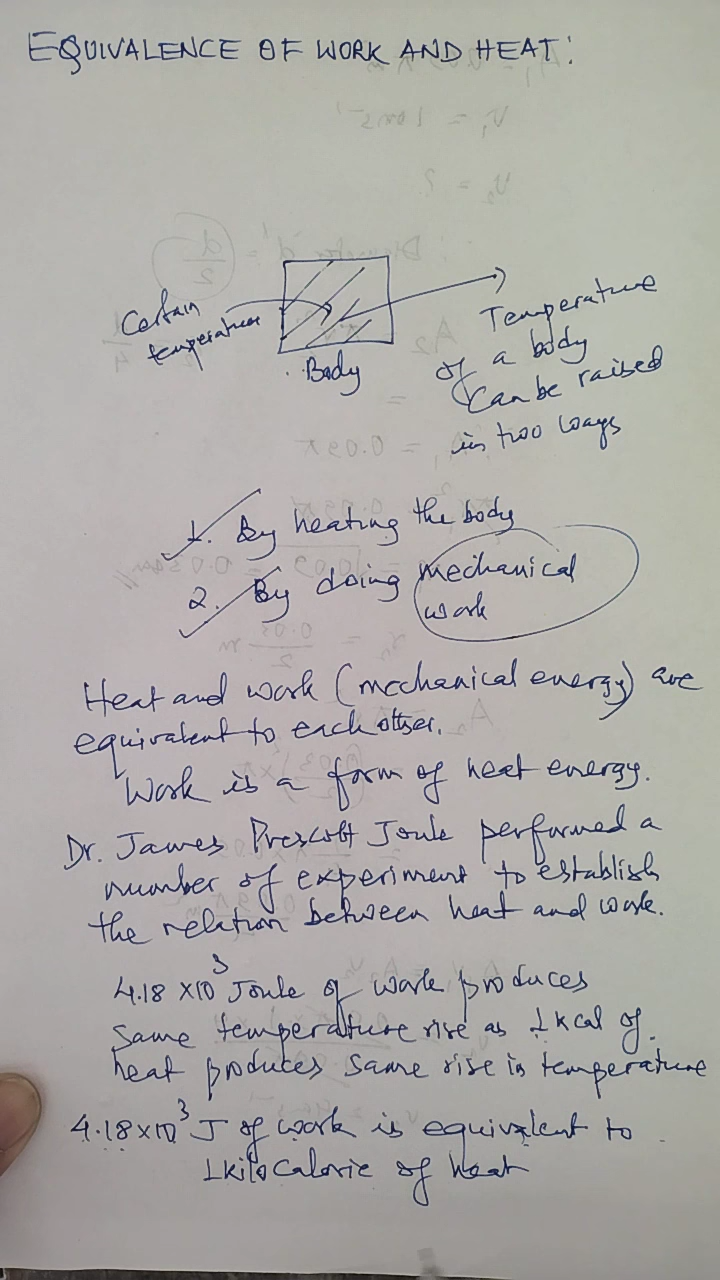 EQUIVALENCE OF WORK AND HEAT:
Certain
temperature
Body
Temperature
of a body
Can be raised
in two ways
1. By heating the body
2. By doing mechanical
work
Heat and work (mechanical energy) are
equivalent to each other.
Work is a form of heat energy.
Dr. James Prescott Joule performed a
number of experiment to establish
the relation between heat and work.
4.18 x10³ Joule of work produces
same temperature rise as 1 kcal of
heat produces same rise in temperature
4.18x10³ J of work is equivalent to
1 kilo Calorie of heat